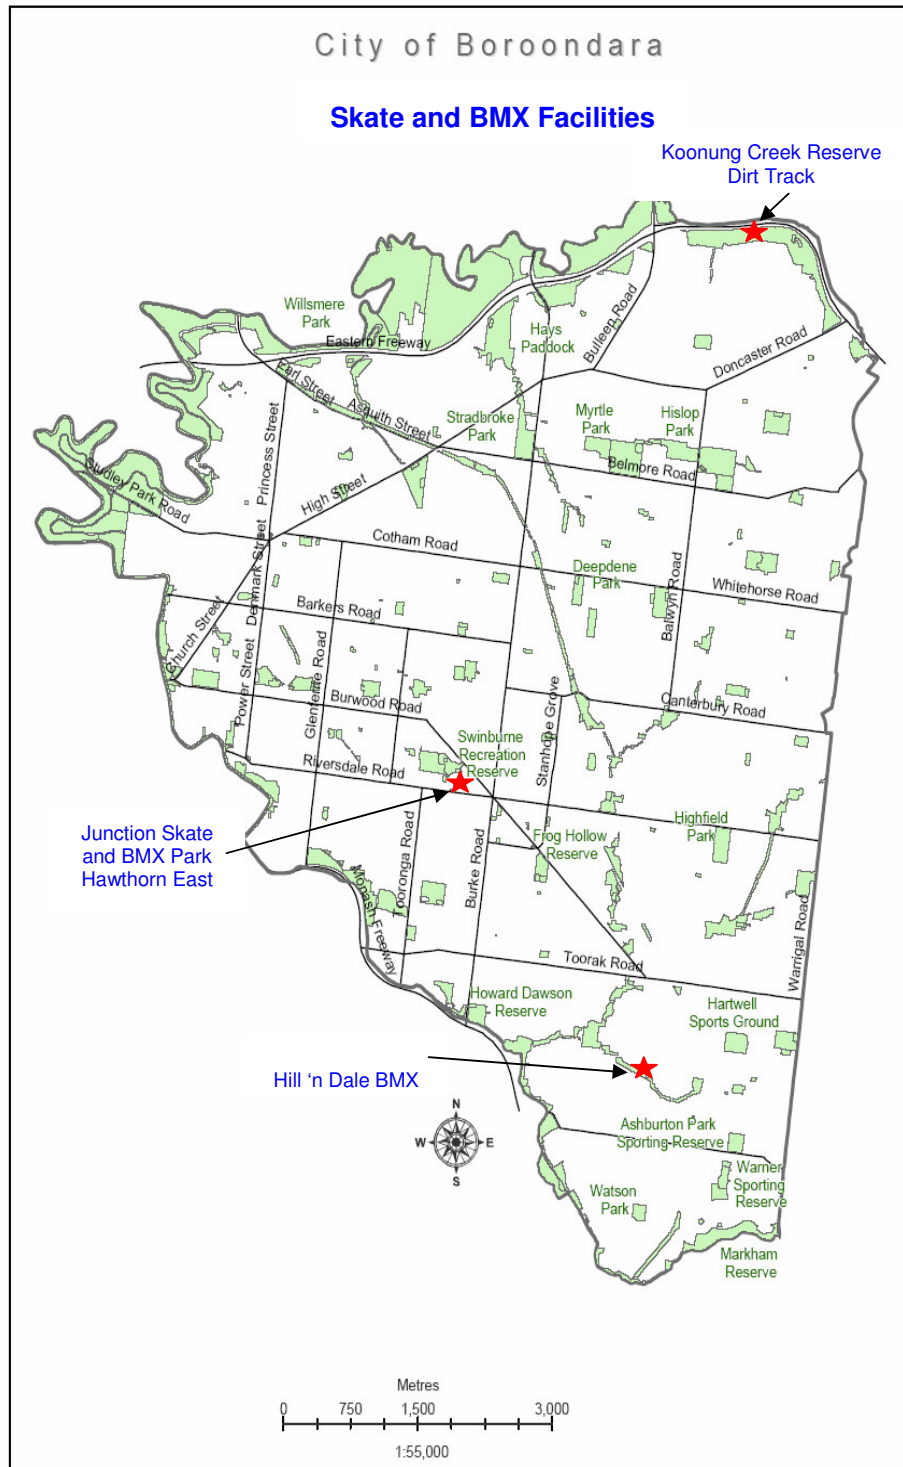 City of Boroondara
Skate and BMX Facilities
Koonung Creek Reserve
Dirt Track
Willsmere
Park
Eastern Freeway
Hays
Paddock
Bulleen Road
Doncaster Road
Earl Street
Asquith Street
Stradbroke
Park
Myrtle
Park
Hislop
Park
Princess Street
Belmore Road
Studley Park Road
High Street
Cotham Road
Denmark Street
Deepdene
Park
Balwyn Road
Whitehorse Road
Barkers Road
Church Street
Power Street
Glenferrie Road
Burwood Road
Canterbury Road
Stanhope Grove
Swinburne
Recreation
Reserve
Riversdale Road
Junction Skate
and BMX Park
Hawthorn East
Tooronga Road
Burke Road
Frog Hollow
Reserve
Highfield
Park
Monash Freeway
Warrigal Road
Toorak Road
Howard Dawson
Reserve
Hartwell
Sports Ground
Hill ‘n Dale BMX
Ashburton Park
Sporting Reserve
N
W
E
S
Warner
Sporting
Reserve
Watson
Park
Markham
Reserve
Metres
0 750 1,500 3,000
1:55,000